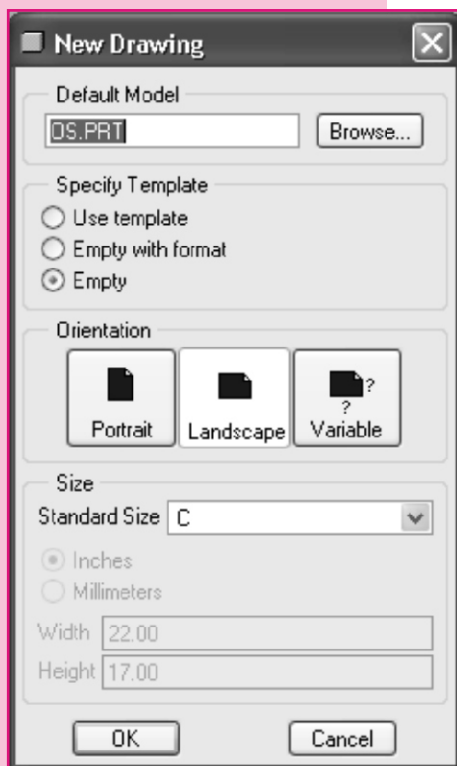 New Drawing
Default Model
OS.PRT
Browse...
Specify Template
Use template
Empty with format
Empty
Orientation
Portrait
Landscape
? ? Variable
Size
Standard Size C
Inches
Millimeters
Width 22.00
Height 17.00
OK Cancel